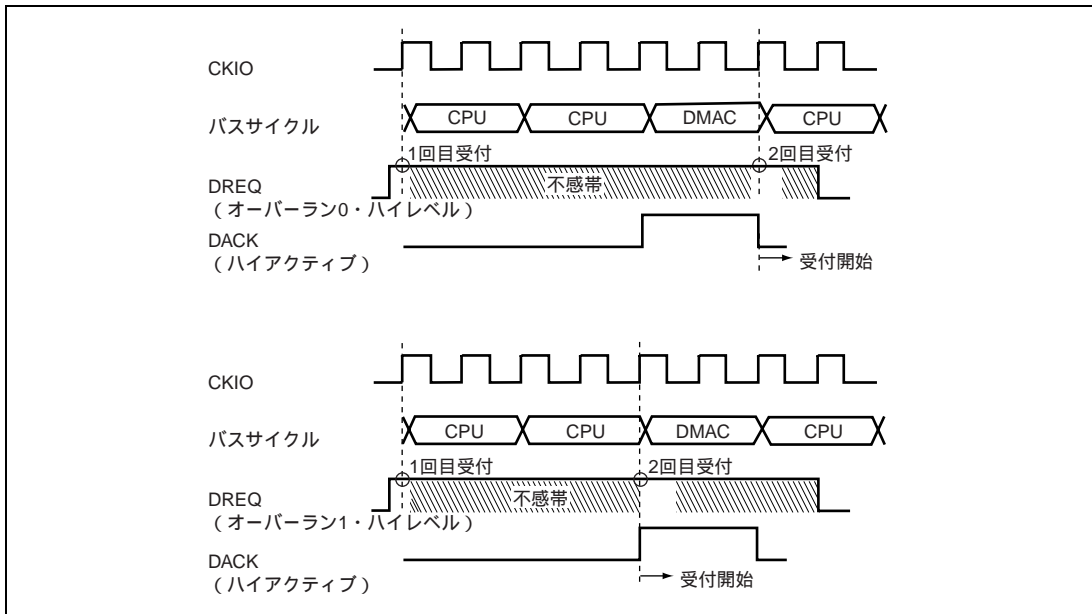 CKIO
バスサイクル
CPU CPU DMAC CPU
1回目受付 2回目受付
DREQ
不感帯
（オーバーラン0・ハイレベル）
DACK
（ハイアクティブ）
受付開始
CKIO
バスサイクル
CPU CPU DMAC CPU
1回目受付 2回目受付
DREQ
不感帯
（オーバーラン1・ハイレベル）
DACK
（ハイアクティブ）
受付開始